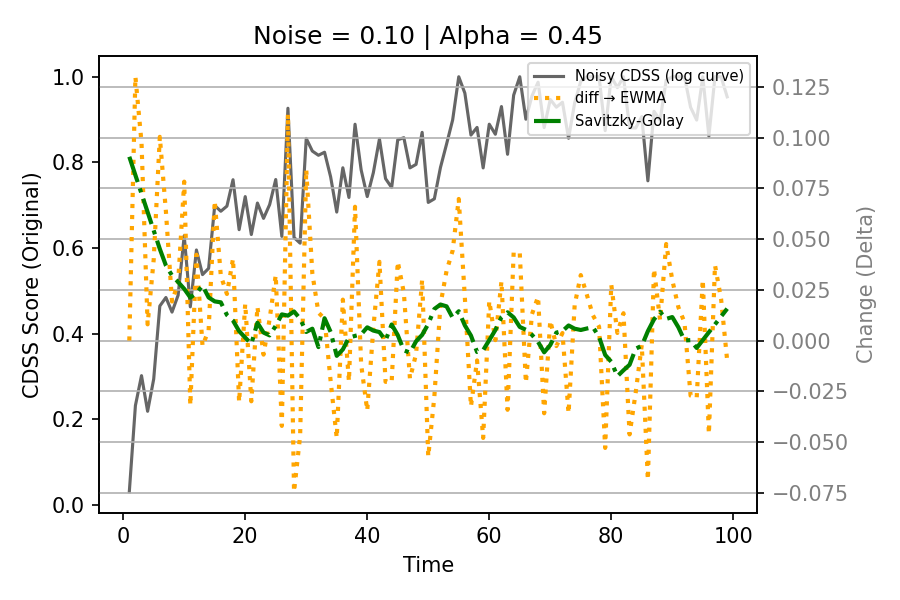 Noise = 0.10 | Alpha = 0.45
Noisy CDSS (log curve)
diff → EWMA
Savitzky-Golay
CDSS Score (Original)
1.0
0.8
0.6
0.4
0.2
0.0
0.125
0.100
0.075
0.050
0.025
0.000
−0.025
−0.050
−0.075
Change (Delta)
0 20 40 60 80 100
Time